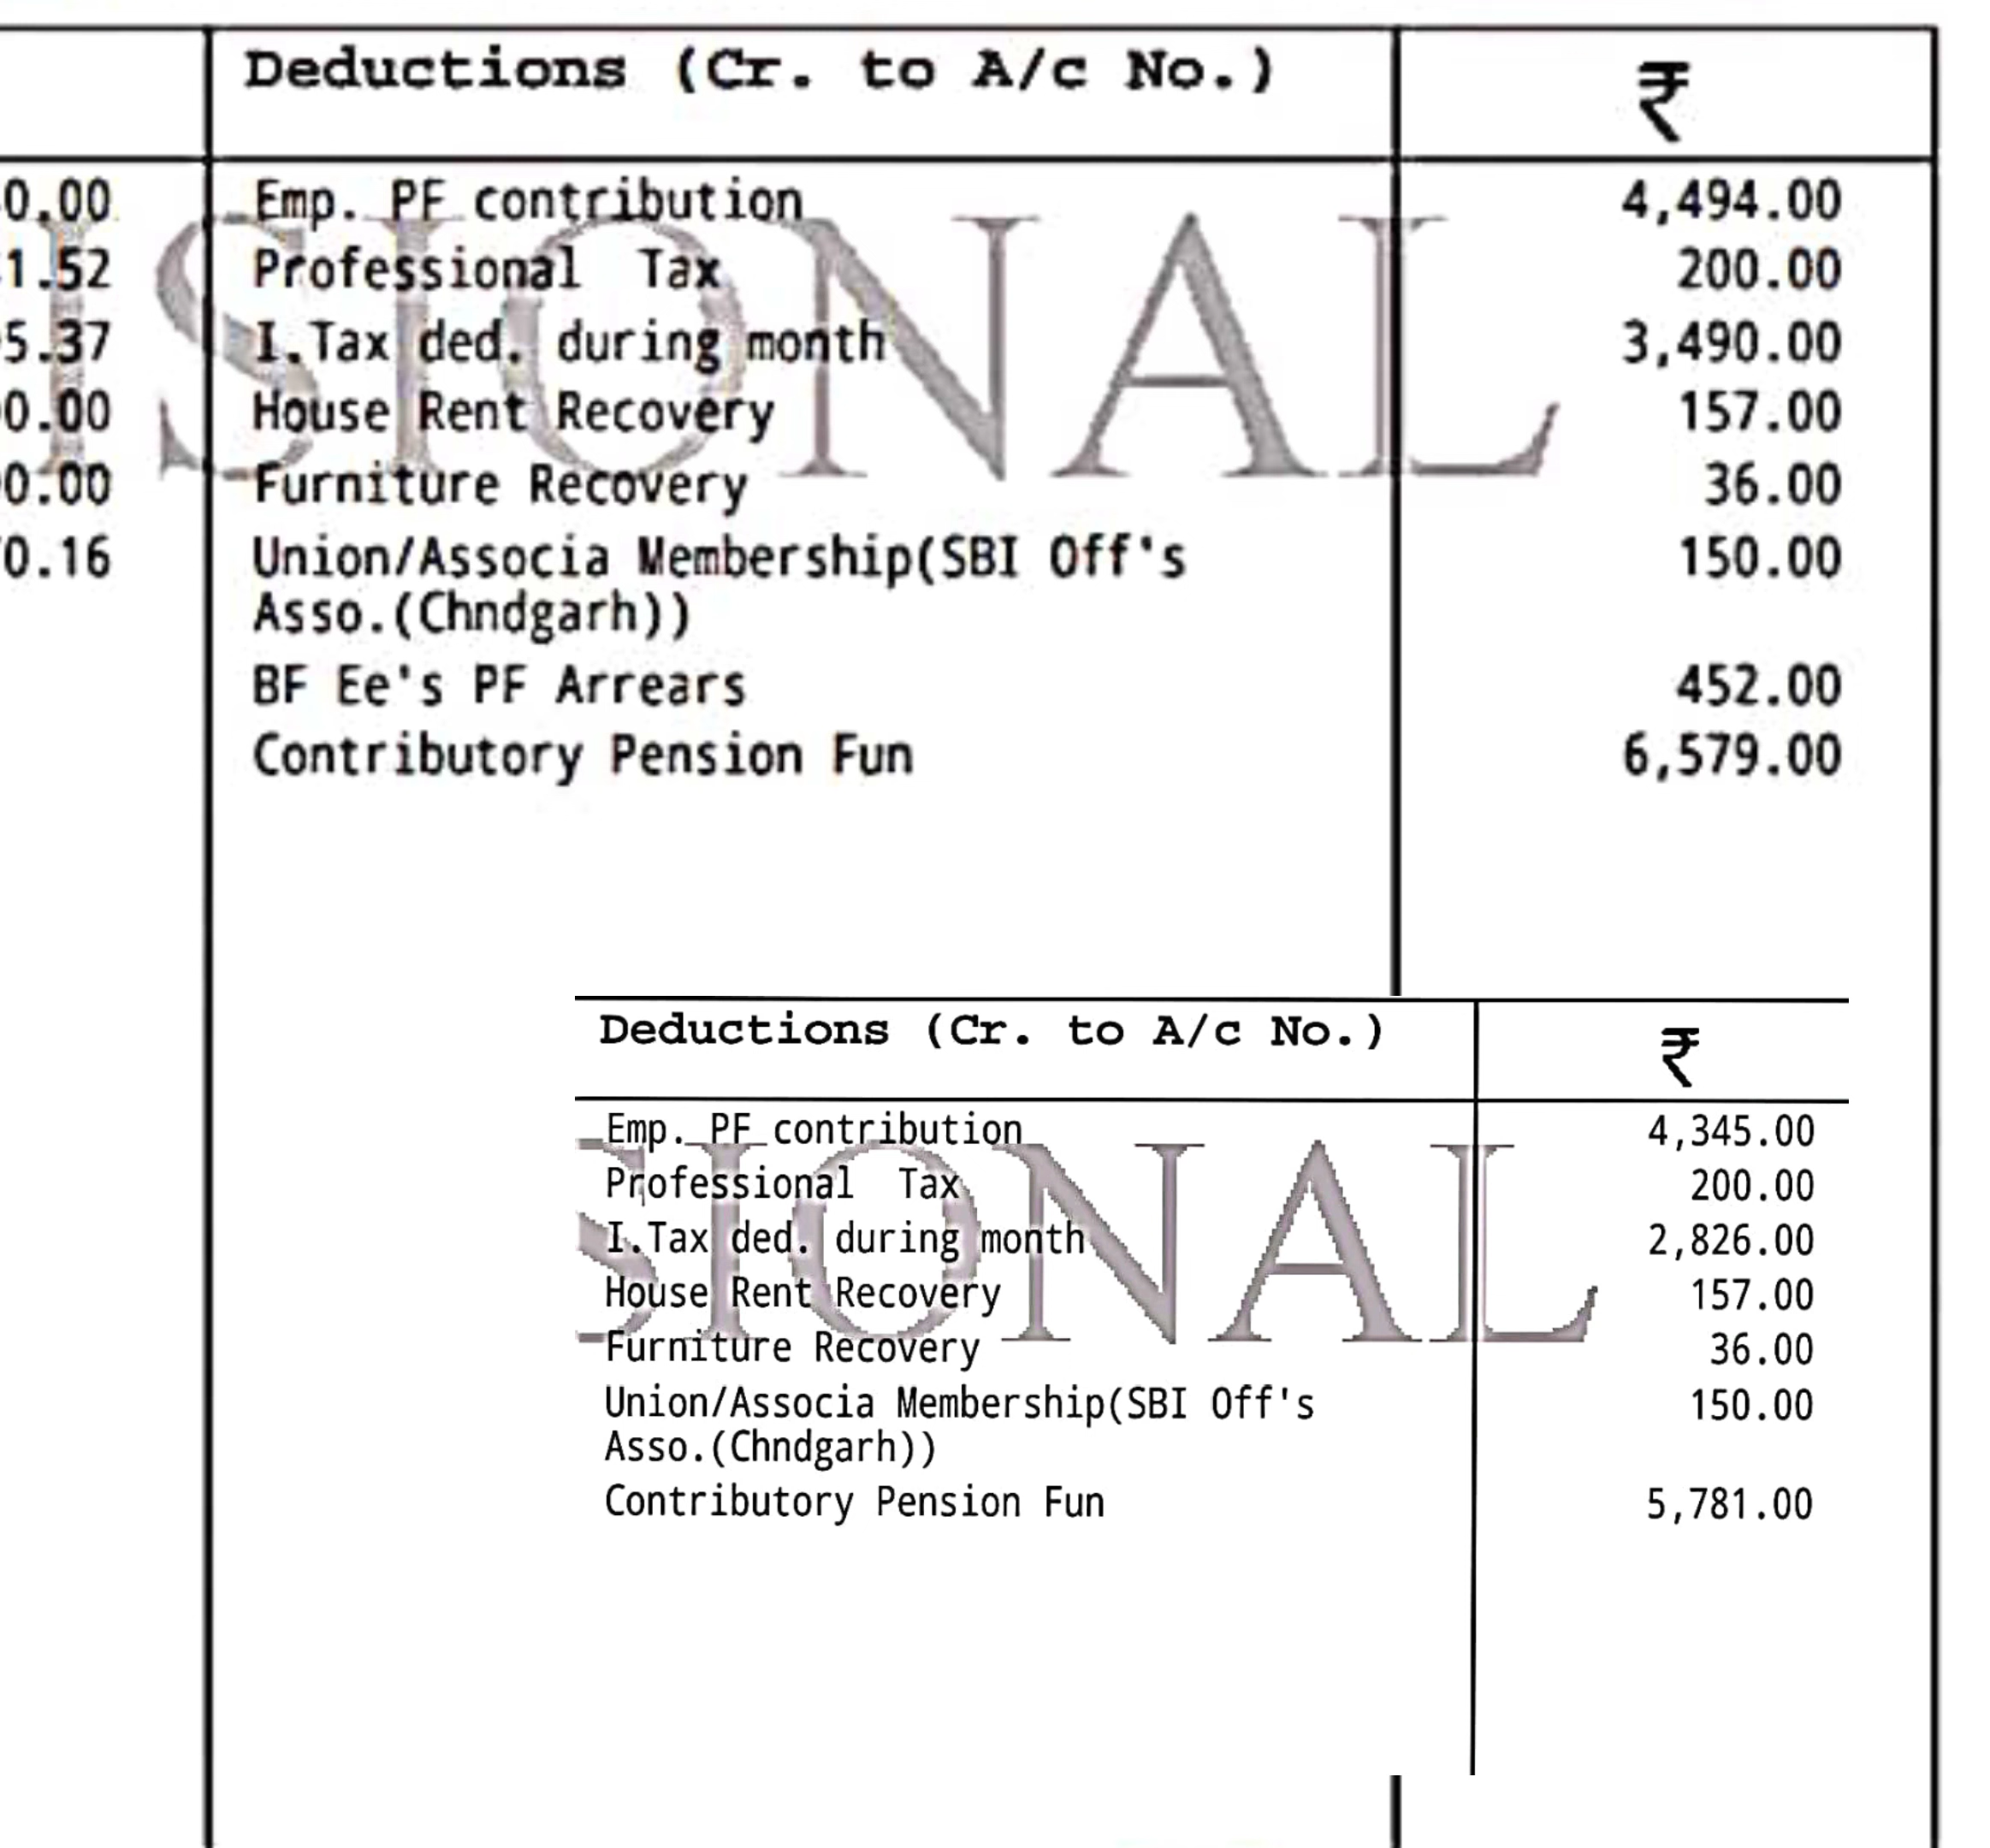 Deductions (Cr. to A/c No.) ₹
0.00 Emp. PF contribution 4,494.00
1.52 Professional Tax 200.00
5.37 I.Tax ded. during month 3,490.00
0.00 House Rent Recovery 157.00
0.00 Furniture Recovery 36.00
0.16 Union/Associa Membership(SBI Off's 150.00
Asso.(Chndgarh))
BF Ee's PF Arrears 452.00
Contributory Pension Fun 6,579.00
ISIONAL
Deductions (Cr. to A/c No.) ₹
Emp. PF contribution 4,345.00
Professional Tax 200.00
I.Tax ded. during month 2,826.00
House Rent Recovery 157.00
Furniture Recovery 36.00
Union/Associa Membership(SBI Off's 150.00
Asso.(Chndgarh))
Contributory Pension Fun 5,781.00
SIONAL